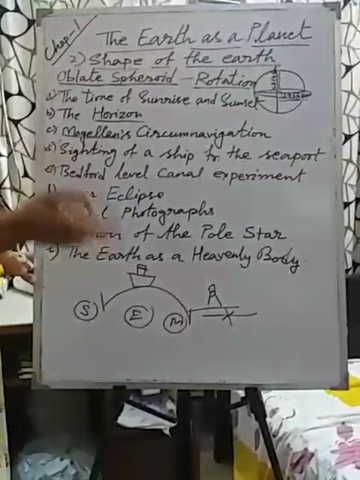 Chap-1
The Earth as a Planet
2) Shape of the earth
Oblate Spheroid - Rotation
a) The time of Sunrise and Sunset
b) The Horizon
c) Magellan's Circumnavigation
d) Sighting of a ship fr. the seaport
e) Bedford level Canal experiment
Eclipse
Photographs
of the Pole Star
i) The Earth as a Heavenly Body
S E M